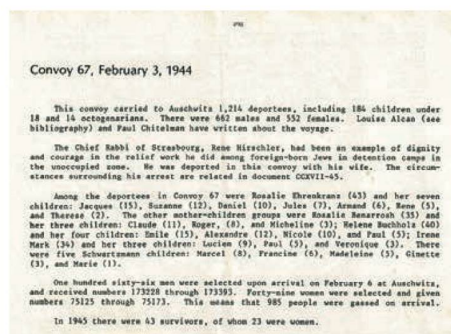 Convoy 67, February 3, 1944
This convoy carried to Auschwitz 1,214 deportees, including 184 children under
18 and 14 octogenarians. There were 662 males and 552 females. Louise Alcan (see
bibliography) and Paul Chitelman have written about the voyage.
The Chief Rabbi of Strasbourg, Rene Hirschler, had been an example of dignity
and courage in the relief work he did among foreign-born Jews in detention camps in
the unoccupied zone. He was deported in this convoy with his wife. The circum-
stances surrounding his arrest are related in document CCXVII-45.
Among the deportees in Convoy 67 were Rosalie Ehrenkranz (43) and her seven
children: Jacques (15), Suzanne (12), Daniel (10), Jules (7), Armand (6), Rene (5),
and Therese (2). The other mother-children groups were Rosalie Benarrosh (35) and
her three children: Claude (11), Roger, (8), and Micheline (3); Helene Buchholz (40)
and her four children: Emile (15), Alexandre (12), Nicole (10), and Paul (5); Irene
Mark (34) and her three children: Lucien (9), Paul (5), and Veronique (3). There
were five Schwartzmann children: Marcel (8), Francine (6), Madeleine (5), Ginette
(3), and Marie (1).
One hundred sixty-six men were selected upon arrival on February 6 at Auschwitz,
and received numbers 173228 through 173393. Forty-nine women were selected and given
numbers 75125 through 75173. This means that 985 people were gassed on arrival.
In 1945 there were 43 survivors, of whom 23 were women.